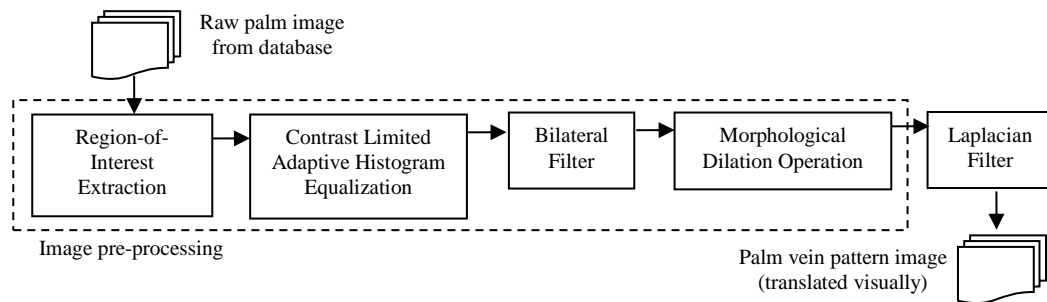 Raw palm image
from database
Region-of-
Interest
Extraction
Contrast Limited
Adaptive Histogram
Equalization
Bilateral
Filter
Morphological
Dilation Operation
Laplacian
Filter
Image pre-processing
Palm vein pattern image
(translated visually)